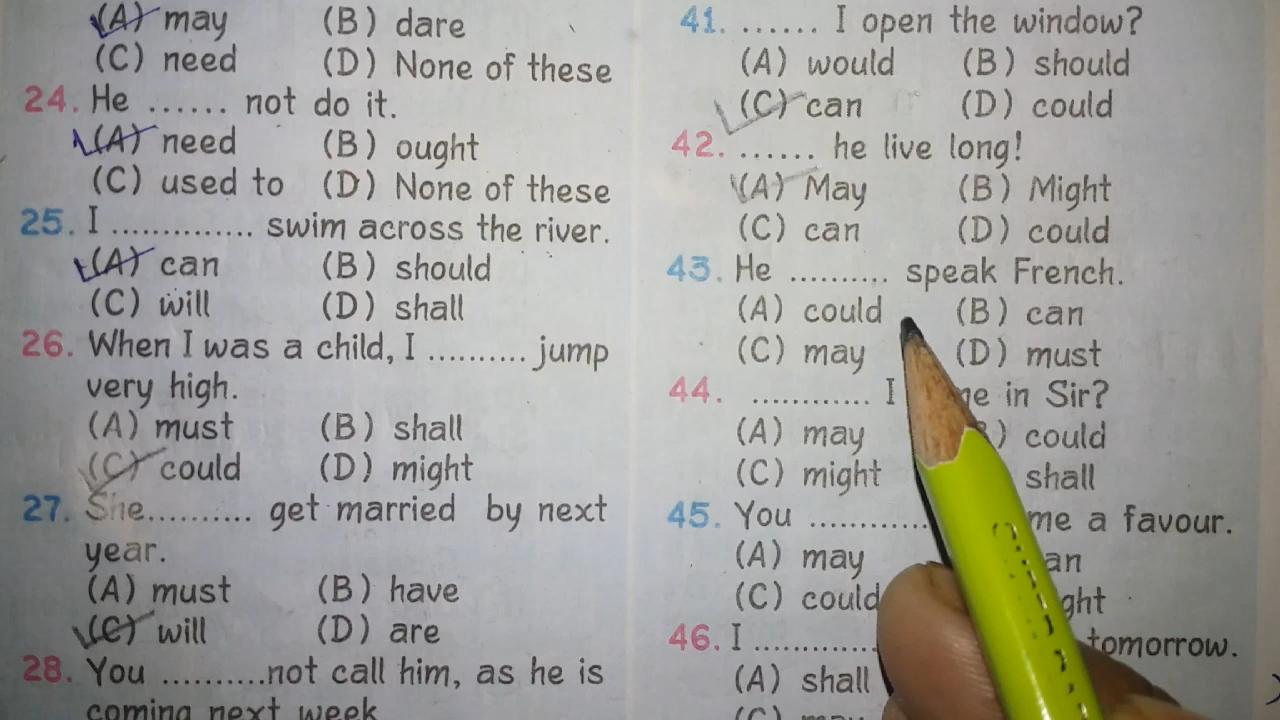 (A) may (B) dare
(C) need (D) None of these
24. He ...... not do it.
(A) need (B) ought
(C) used to (D) None of these
25. I .............. swim across the river.
(A) can (B) should
(C) will (D) shall
26. When I was a child, I .......... jump
very high.
(A) must (B) shall
(C) could (D) might
27. She.......... get married by next
year.
(A) must (B) have
(C) will (D) are
28. You ..........not call him, as he is
coming next week
41. ...... I open the window?
(A) would (B) should
(C) can (D) could
42. ...... he live long!
(A) May (B) Might
(C) can (D) could
43. He .......... speak French.
(A) could (B) can
(C) may (D) must
44. ............ I in Sir?
(A) may could
(C) might shall
45. You ............ me a favour.
(A) may
(C) could
46. I ............ tomorrow.
(A) shall